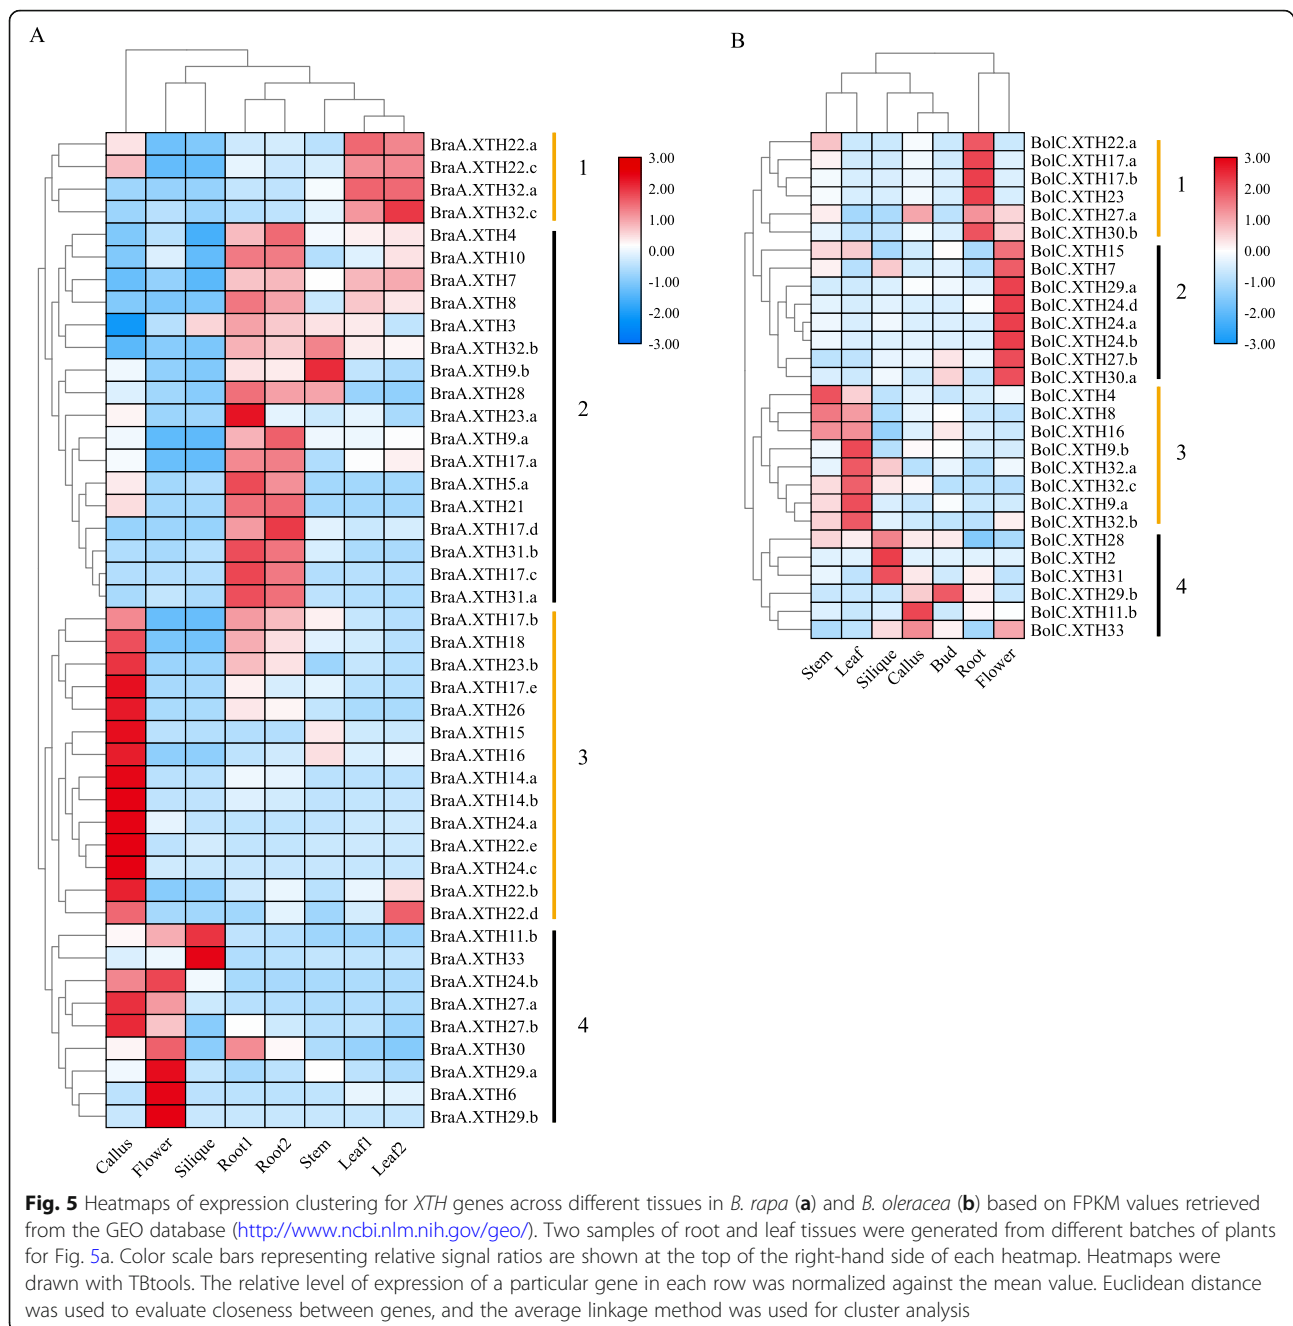 A
BraA.XTH22.a
BraA.XTH22.c
BraA.XTH32.a
BraA.XTH32.c
BraA.XTH4
BraA.XTH10
BraA.XTH7
BraA.XTH8
BraA.XTH3
BraA.XTH32.b
BraA.XTH9.b
BraA.XTH28
BraA.XTH23.a
BraA.XTH9.a
BraA.XTH17.a
BraA.XTH5.a
BraA.XTH21
BraA.XTH17.d
BraA.XTH31.b
BraA.XTH17.c
BraA.XTH31.a
BraA.XTH17.b
BraA.XTH18
BraA.XTH23.b
BraA.XTH17.e
BraA.XTH26
BraA.XTH15
BraA.XTH16
BraA.XTH14.a
BraA.XTH14.b
BraA.XTH24.a
BraA.XTH22.e
BraA.XTH24.c
BraA.XTH22.b
BraA.XTH22.d
BraA.XTH11.b
BraA.XTH33
BraA.XTH24.b
BraA.XTH27.a
BraA.XTH27.b
BraA.XTH30
BraA.XTH29.a
BraA.XTH6
BraA.XTH29.b
1
2
3
4
3.00
2.00
1.00
0.00
-1.00
-2.00
-3.00
Callus
Flower
Silique
Root1
Root2
Stem
Leaf1
Leaf2
B
BolC.XTH22.a
BolC.XTH17.a
BolC.XTH17.b
BolC.XTH23
BolC.XTH27.a
BolC.XTH30.b
BolC.XTH15
BolC.XTH7
BolC.XTH29.a
BolC.XTH24.d
BolC.XTH24.a
BolC.XTH24.b
BolC.XTH27.b
BolC.XTH30.a
BolC.XTH4
BolC.XTH8
BolC.XTH16
BolC.XTH9.b
BolC.XTH32.a
BolC.XTH32.c
BolC.XTH9.a
BolC.XTH32.b
BolC.XTH28
BolC.XTH2
BolC.XTH31
BolC.XTH29.b
BolC.XTH11.b
BolC.XTH33
1
2
3
4
3.00
2.00
1.00
0.00
-1.00
-2.00
-3.00
Stem
Leaf
Silique
Callus
Bud
Root
Flower
Fig. 5 Heatmaps of expression clustering for XTH genes across different tissues in B. rapa (a) and B. oleracea (b) based on FPKM values retrieved
from the GEO database (http://www.ncbi.nlm.nih.gov/geo/). Two samples of root and leaf tissues were generated from different batches of plants
for Fig. 5a. Color scale bars representing relative signal ratios are shown at the top of the right-hand side of each heatmap. Heatmaps were
drawn with TBtools. The relative level of expression of a particular gene in each row was normalized against the mean value. Euclidean distance
was used to evaluate closeness between genes, and the average linkage method was used for cluster analysis